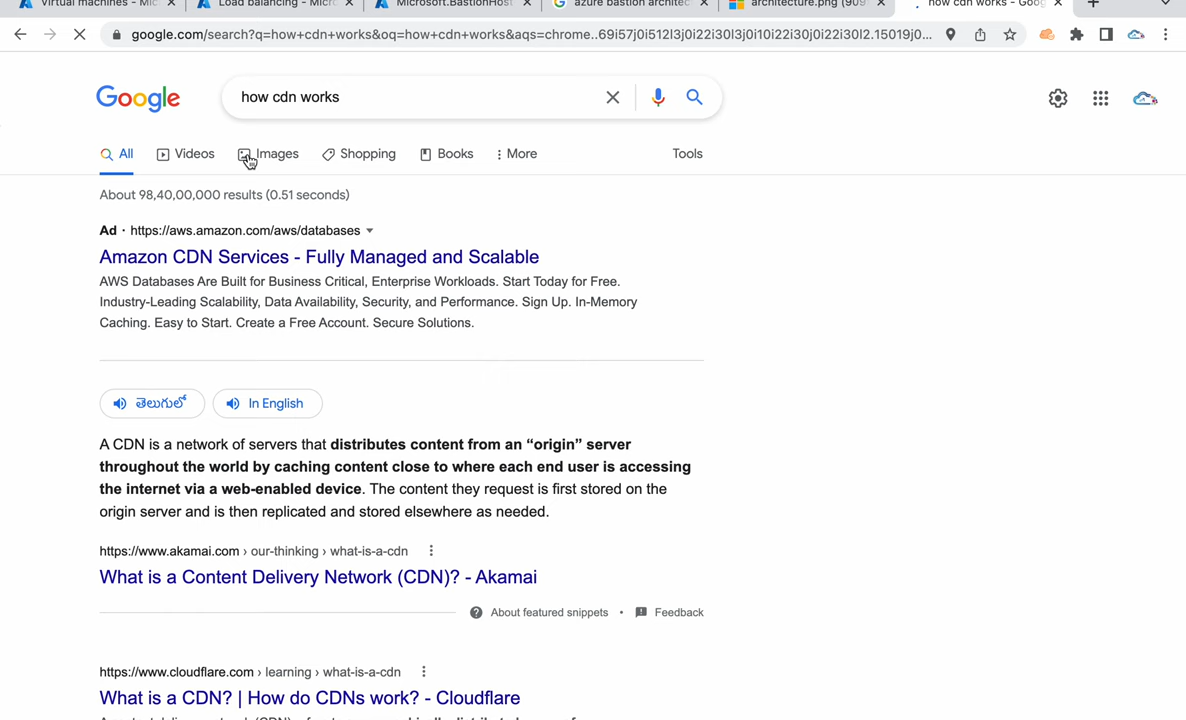 Virtual machines - Mic
Load balancing - Micro
Microsoft.BastionHost
azure bastion architec
architecture.png (909
how cdn works - Goog
google.com/search?q=how+cdn+works&oq=how+cdn+works&aqs=chrome..69i57j0i512l3j0i22i30l3j0i10i22i30j0i22i30l2.15019j0...
Google
how cdn works
All
Videos
Images
Shopping
Books
More
Tools
About 98,40,00,000 results (0.51 seconds)
Ad · https://aws.amazon.com/aws/databases
Amazon CDN Services - Fully Managed and Scalable
AWS Databases Are Built for Business Critical, Enterprise Workloads. Start Today for Free.
Industry-Leading Scalability, Data Availability, Security, and Performance. Sign Up. In-Memory
Caching. Easy to Start. Create a Free Account. Secure Solutions.
తెలుగులో
In English
A CDN is a network of servers that distributes content from an “origin” server
throughout the world by caching content close to where each end user is accessing
the internet via a web-enabled device. The content they request is first stored on the
origin server and is then replicated and stored elsewhere as needed.
https://www.akamai.com › our-thinking › what-is-a-cdn
What is a Content Delivery Network (CDN)? - Akamai
About featured snippets
•
Feedback
https://www.cloudflare.com › learning › what-is-a-cdn
What is a CDN? | How do CDNs work? - Cloudflare